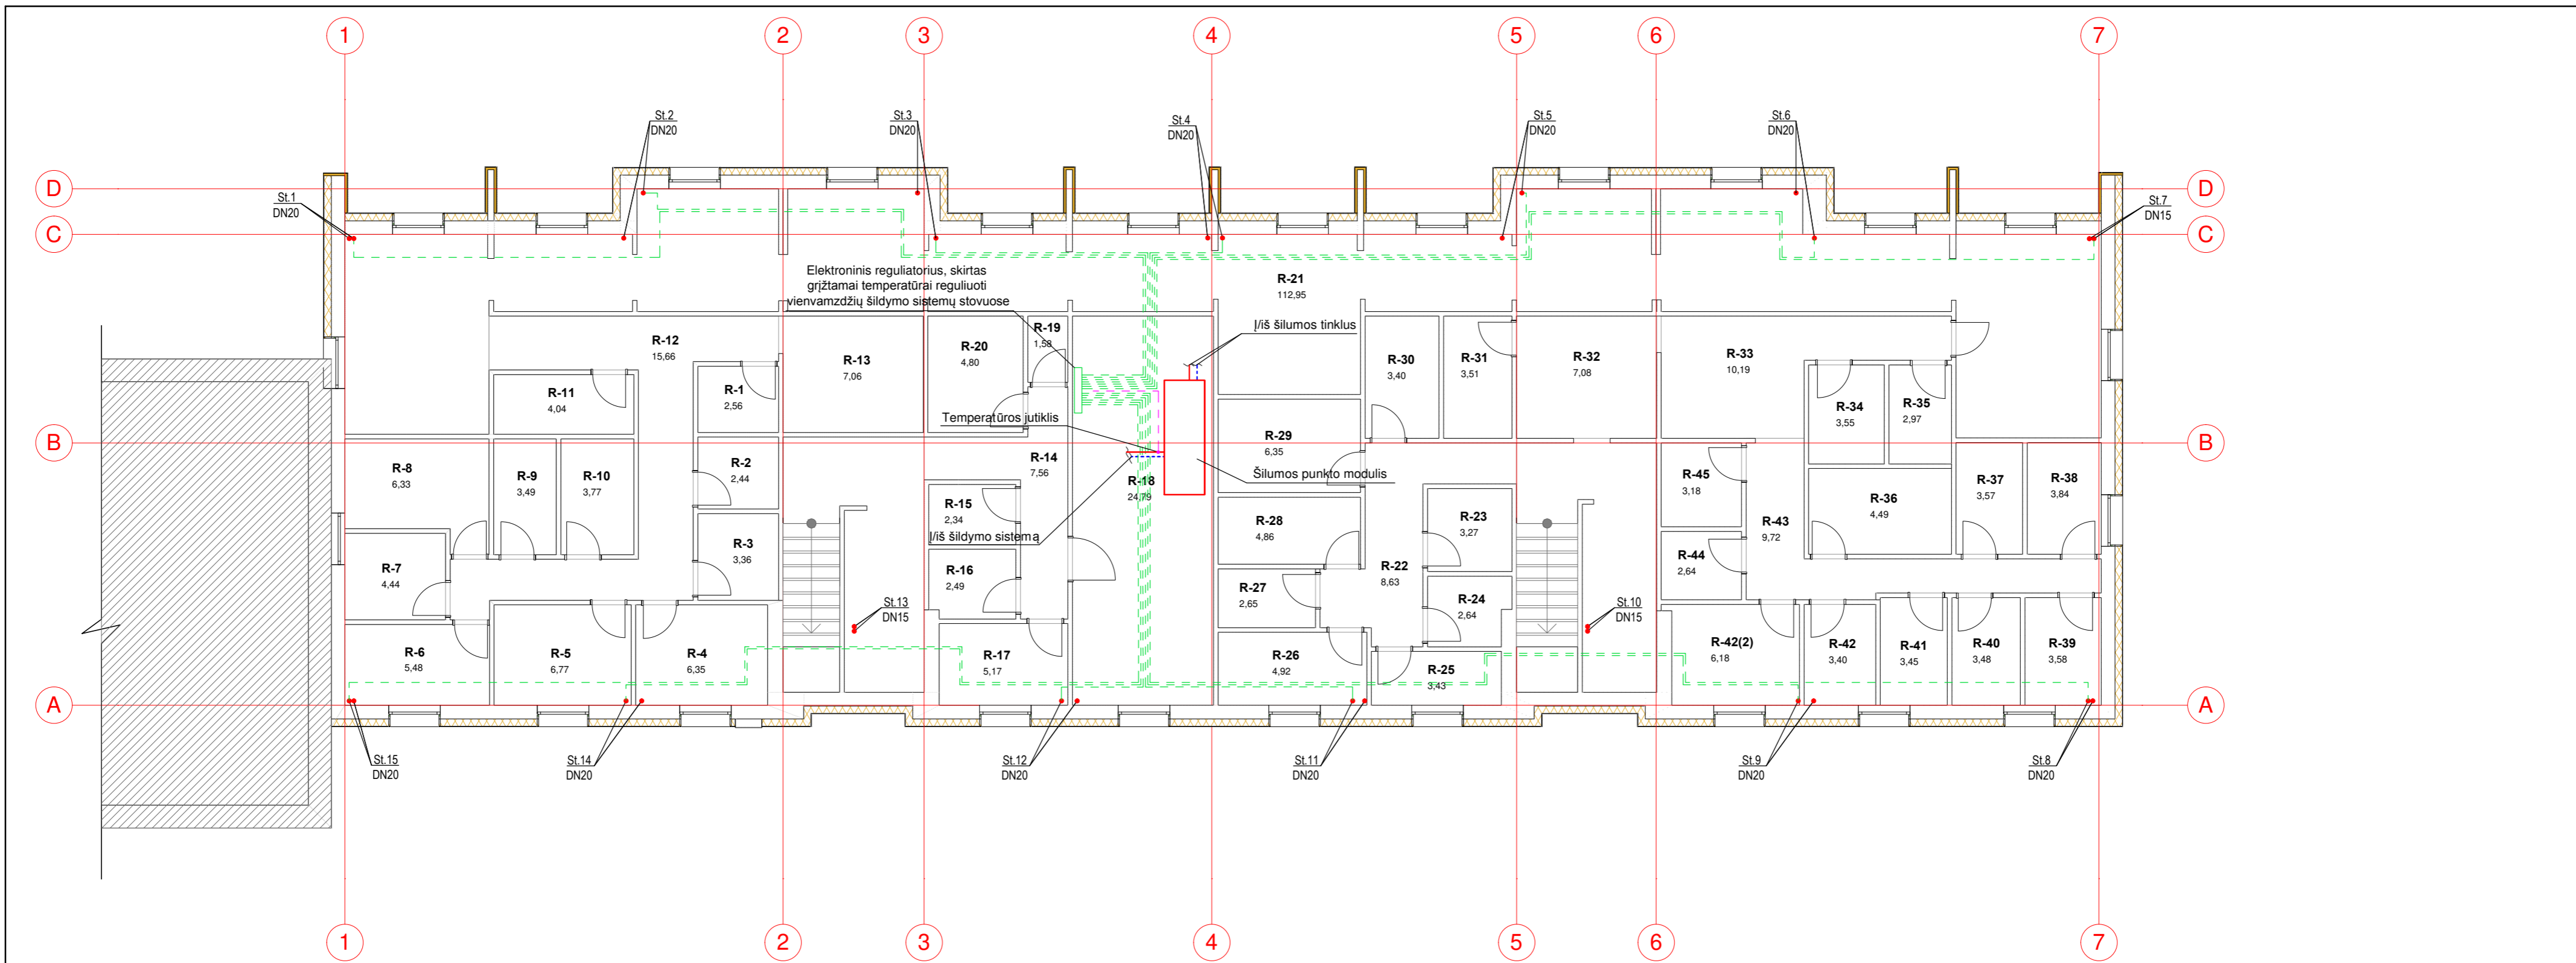 1 2 3 4 5 6 7
St.2
DN20
St.3
DN20
St.4
DN20
St.5
DN20
St.6
DN20
D D
St.1
DN20
St.7
DN15
C C
Elektroninis reguliatorius, skirtas
grįžtamai temperatūrai reguliuoti
vienvamzdžių šildymo sistemų stovuose
R-21
112,95
Į/iš šilumos tinklus
R-12
15,66
R-13
7,06
R-20
4,80
R-19
1,58
R-30
3,40
R-31
3,51
R-32
7,08
R-33
10,19
R-11
4,04
R-1
2,56
R-34
3,55
R-35
2,97
Temperatūros jutiklis
B B
R-8
6,33
R-9
3,49
R-10
3,77
R-2
2,44
R-14
7,56
R-29
6,35
R-45
3,18
R-37
3,57
R-38
3,84
Šilumos punkto modulis
R-18
24,79
R-15
2,34
R-36
4,49
Į/iš šildymo sistemą
R-3
3,36
R-28
4,86
R-23
3,27
R-43
9,72
R-7
4,44
R-16
2,49
R-22
8,63
R-44
2,64
R-27
2,65
R-24
2,64
St.13
DN15
St.10
DN15
R-6
5,48
R-5
6,77
R-4
6,35
R-17
5,17
R-26
4,92
R-25
3,43
R-42(2)
6,18
R-42
3,40
R-41
3,45
R-40
3,48
R-39
3,58
A A
St.15
DN20
St.14
DN20
St.12
DN20
St.11
DN20
St.9
DN20
St.8
DN20
1 2 3 4 5 6 7